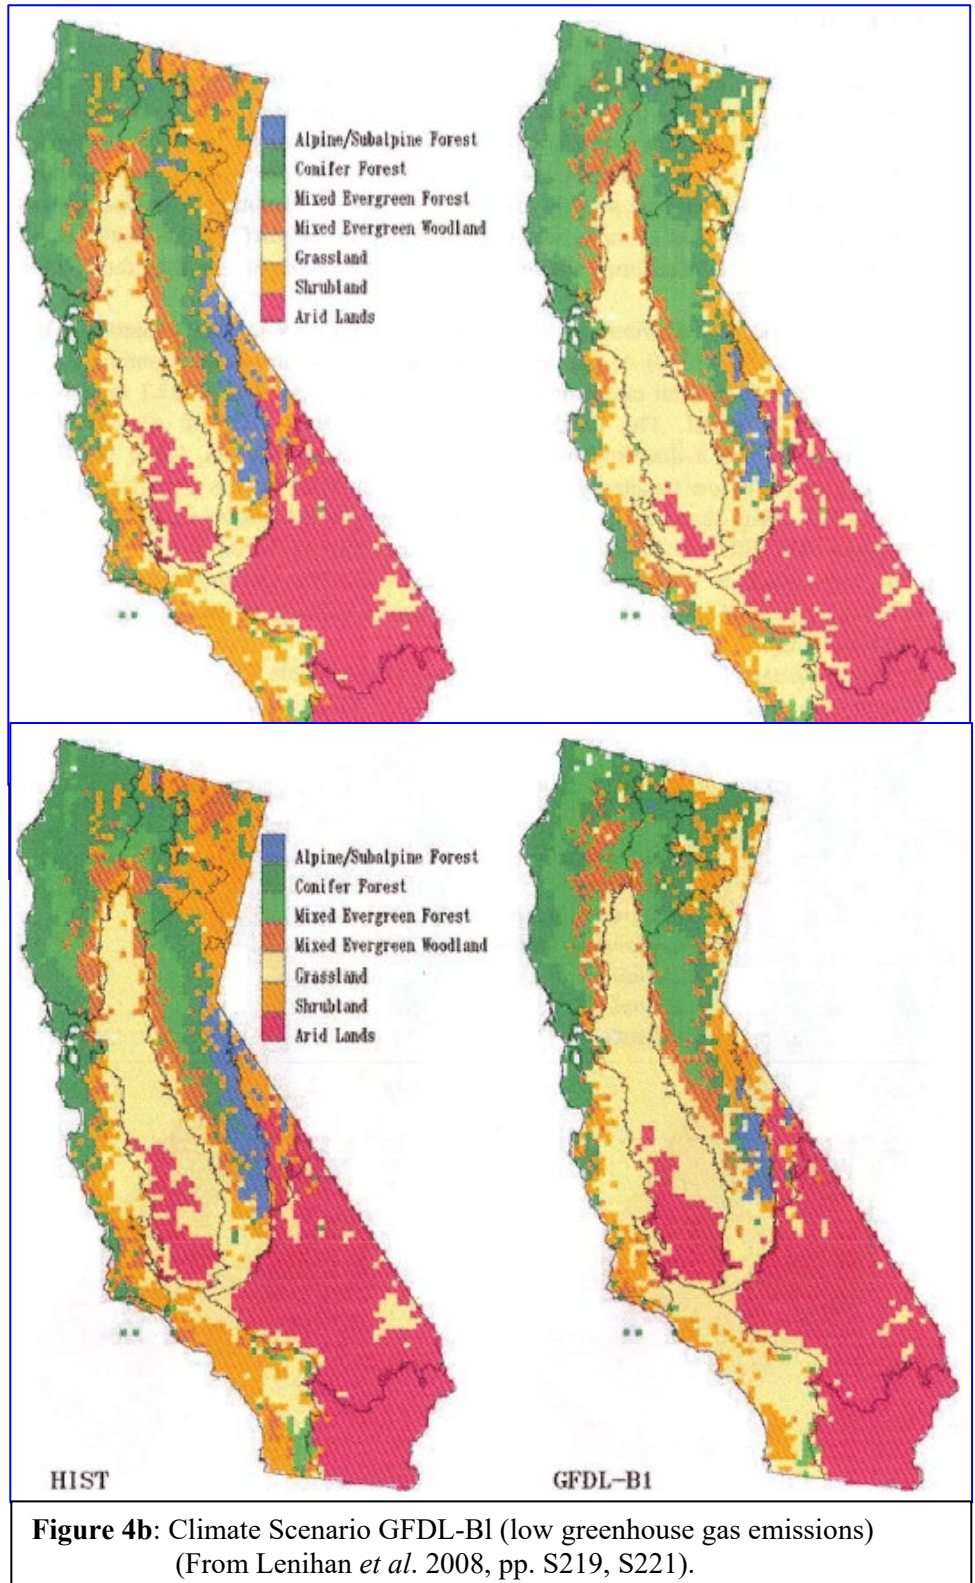 Alpine/Subalpine Forest
Conifer Forest
Mixed Evergreen Forest
Mixed Evergreen Woodland
Grassland
Shrubland
Arid Lands
Alpine/Subalpine Forest
Conifer Forest
Mixed Evergreen Forest
Mixed Evergreen Woodland
Grassland
Shrubland
Arid Lands
HIST
GFDL-B1
Figure 4b: Climate Scenario GFDL-Bl (low greenhouse gas emissions)
(From Lenihan et al. 2008, pp. S219, S221).